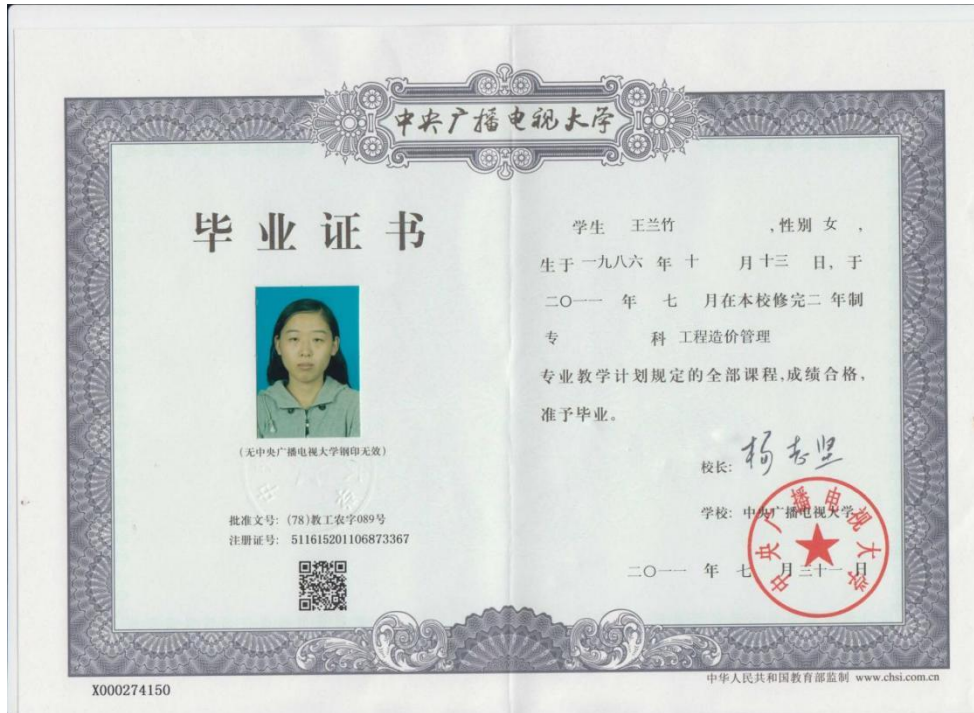 中央广播电视大学
毕业证书
(无中央广播电视大学钢印无效)
批准文号: (78)教工农字089号
注册证号: 511615201106873367
X000274150
学生 王兰竹 ,性别 女 ,
生于 一九八六 年 十 月 十三 日, 于
二〇一一 年 七 月在本校修完二 年制
专 科 工程造价管理
专业教学计划规定的全部课程,成绩合格,
准予毕业。
校长: 杨志坚
学校: 中央广播电视大学
二〇一一 年 七 月三十一日
中央广播电视大学
中华人民共和国教育部监制 www.chsi.com.cn